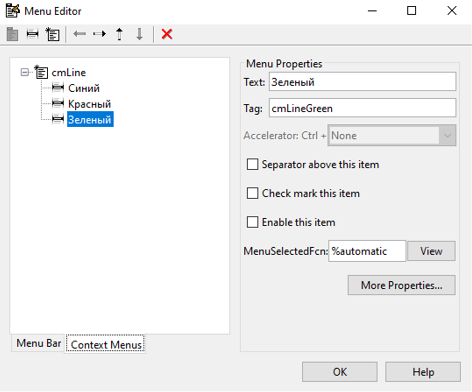 Menu Editor
cmLine
Синий
Красный
Зеленый
Menu Bar
Context Menus
Menu Properties
Text: Зеленый
Tag: cmLineGreen
Accelerator: Ctrl + None
Separator above this item
Check mark this item
Enable this item
MenuSelectedFcn: %automatic View
More Properties...
OK Help